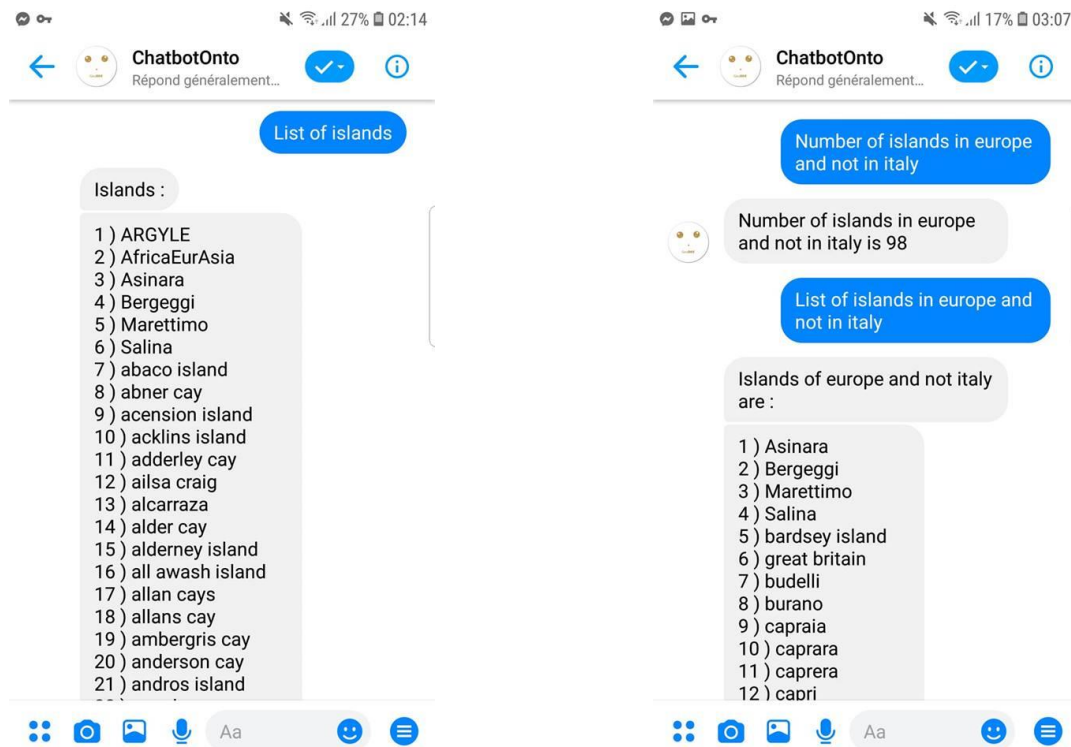 27% 02:14
ChatbotOnto
Répond généralement...
List of islands
Islands :
1 ) ARGYLE
2 ) AfricaEurAsia
3 ) Asinara
4 ) Bergeggi
5 ) Marettimo
6 ) Salina
7 ) abaco island
8 ) abner cay
9 ) acension island
10 ) acklins island
11 ) adderley cay
12 ) ailsa craig
13 ) alcarraza
14 ) alder cay
15 ) alderney island
16 ) all awash island
17 ) allan cays
18 ) allans cay
19 ) ambergris cay
20 ) anderson cay
21 ) andros island
Aa
17% 03:07
ChatbotOnto
Répond généralement...
Number of islands in europe
and not in italy
Number of islands in europe
and not in italy is 98
List of islands in europe and
not in italy
Islands of europe and not italy
are :
1 ) Asinara
2 ) Bergeggi
3 ) Marettimo
4 ) Salina
5 ) bardsey island
6 ) great britain
7 ) budelli
8 ) burano
9 ) capraia
10 ) caprara
11 ) caprera
12 ) capri
Aa